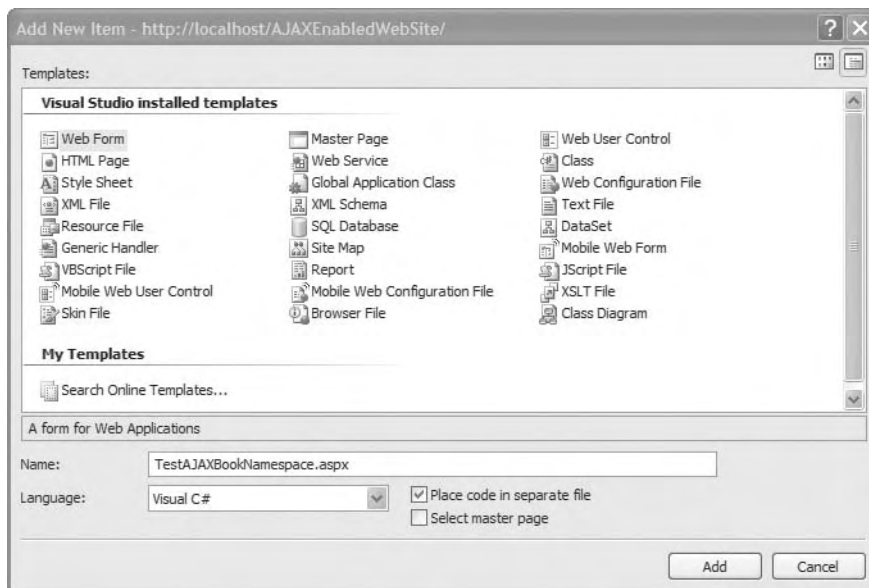 Add New Item - http://localhost/AJAXEnabledWebSite/
Templates:
Visual Studio installed templates
Web Form Master Page Web User Control
HTML Page Web Service Class
Style Sheet Global Application Class Web Configuration File
XML File XML Schema Text File
Resource File SQL Database DataSet
Generic Handler Site Map Mobile Web Form
VBScript File Report JScript File
Mobile Web User Control Mobile Web Configuration File XSLT File
Skin File Browser File Class Diagram
My Templates
Search Online Templates...
A form for Web Applications
Name: TestAJAXBookNamespace.aspx
Language: Visual C# Place code in separate file
Select master page
Add Cancel